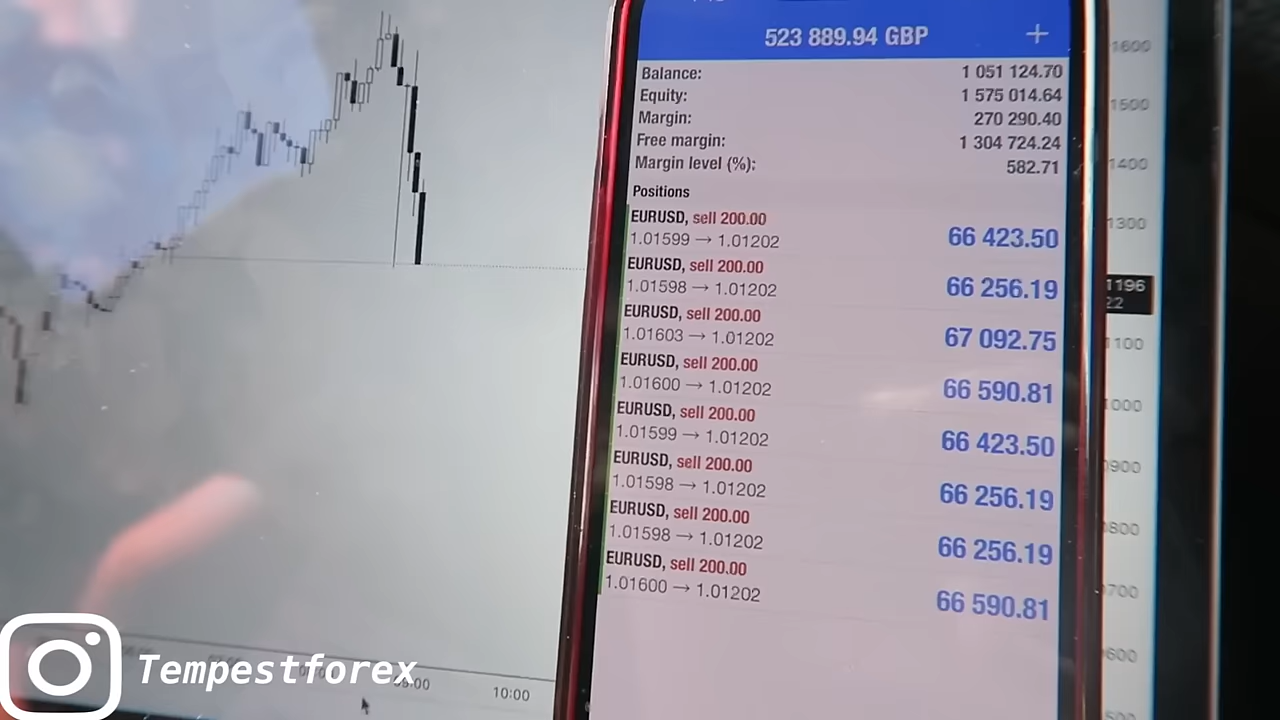 523 889.94 GBP +
Balance: 1 051 124.70
Equity: 1 575 014.64
Margin: 270 290.40
Free margin: 1 304 724.24
Margin level (%): 582.71
Positions
EURUSD, sell 200.00
1.01599 → 1.01202 66 423.50
EURUSD, sell 200.00
1.01598 → 1.01202 66 256.19
EURUSD, sell 200.00
1.01603 → 1.01202 67 092.75
EURUSD, sell 200.00
1.01600 → 1.01202 66 590.81
EURUSD, sell 200.00
1.01599 → 1.01202 66 423.50
EURUSD, sell 200.00
1.01598 → 1.01202 66 256.19
EURUSD, sell 200.00
1.01598 → 1.01202 66 256.19
EURUSD, sell 200.00
1.01600 → 1.01202 66 590.81
1600
1500
1400
1300
1196
22
1100
1000
0900
800
700
600
09:00
10:00
Tempestforex